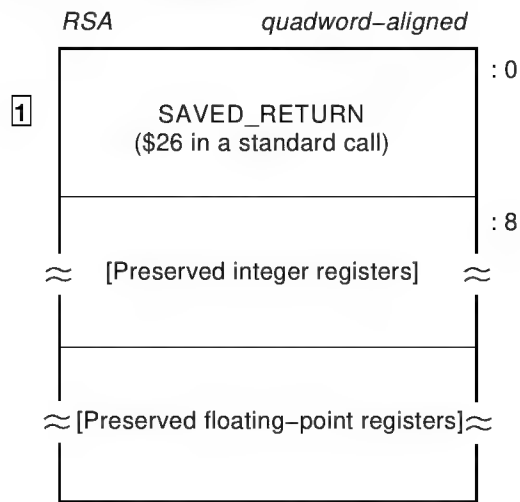 RSA quadword–aligned
: 0
1
SAVED_RETURN
($26 in a standard call)
: 8
[Preserved integer registers]
[Preserved floating–point registers]